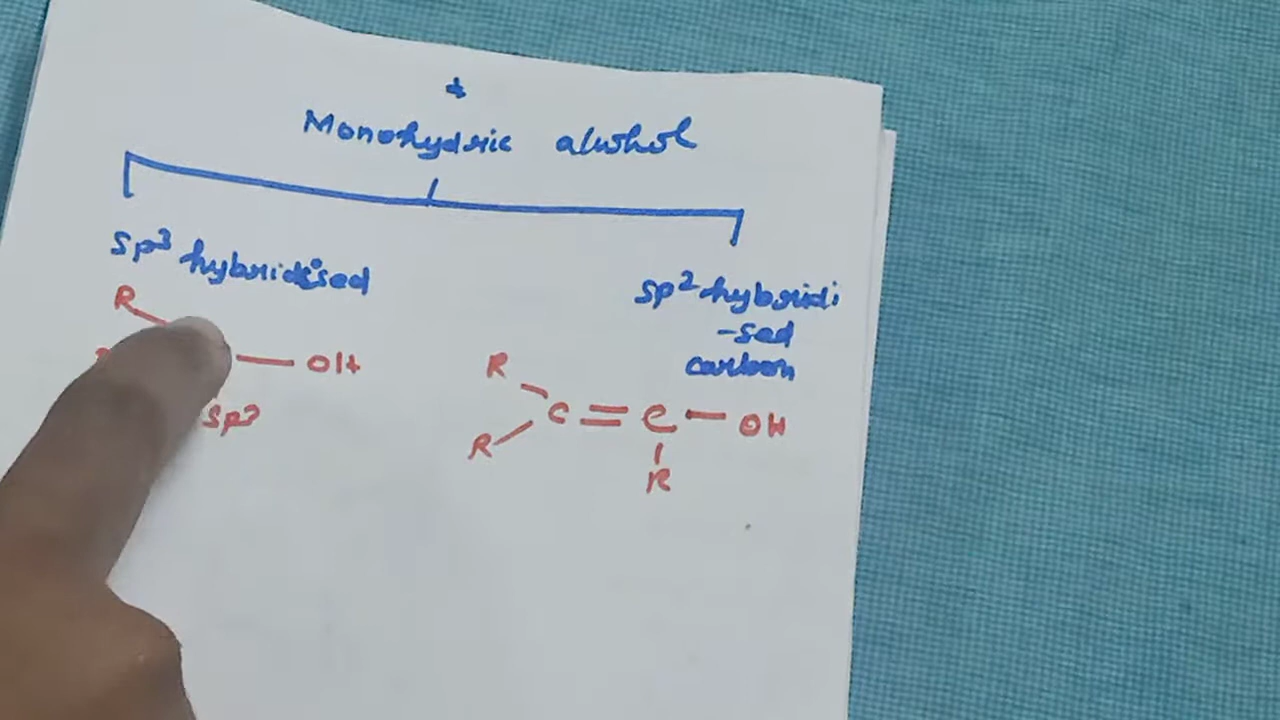 Monohydric alcohol
sp³ hybridised
sp² hybridi
-sed
carbon
R
OH
sp³
R
C = C - OH
R
R